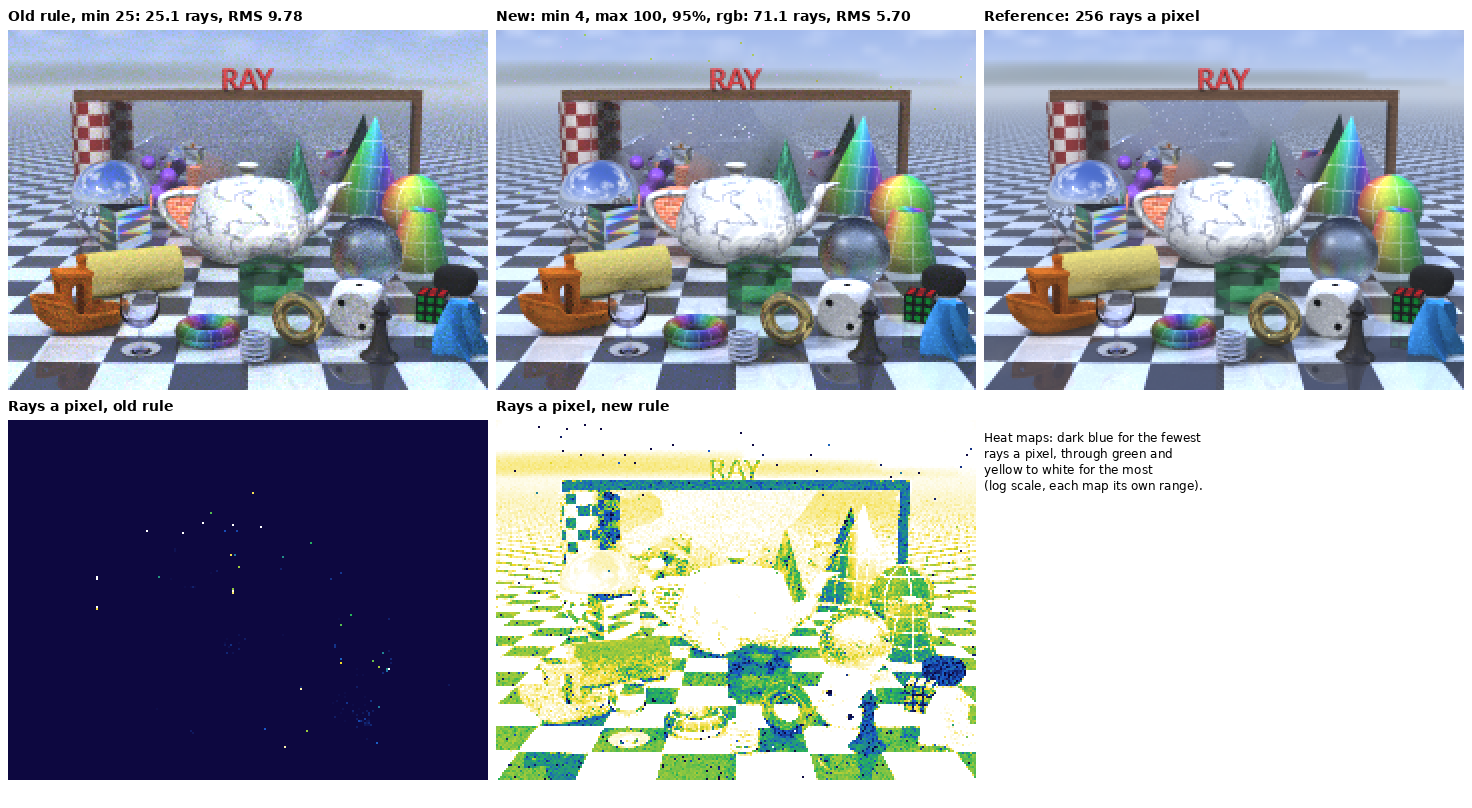 Old rule, min 25: 25.1 rays, RMS 9.78
New: min 4, max 100, 95%, rgb: 71.1 rays, RMS 5.70
Reference: 256 rays a pixel
RAY
RAY
RAY
Rays a pixel, old rule
Rays a pixel, new rule
RAY
Heat maps: dark blue for the fewest
rays a pixel, through green and
yellow to white for the most
(log scale, each map its own range).